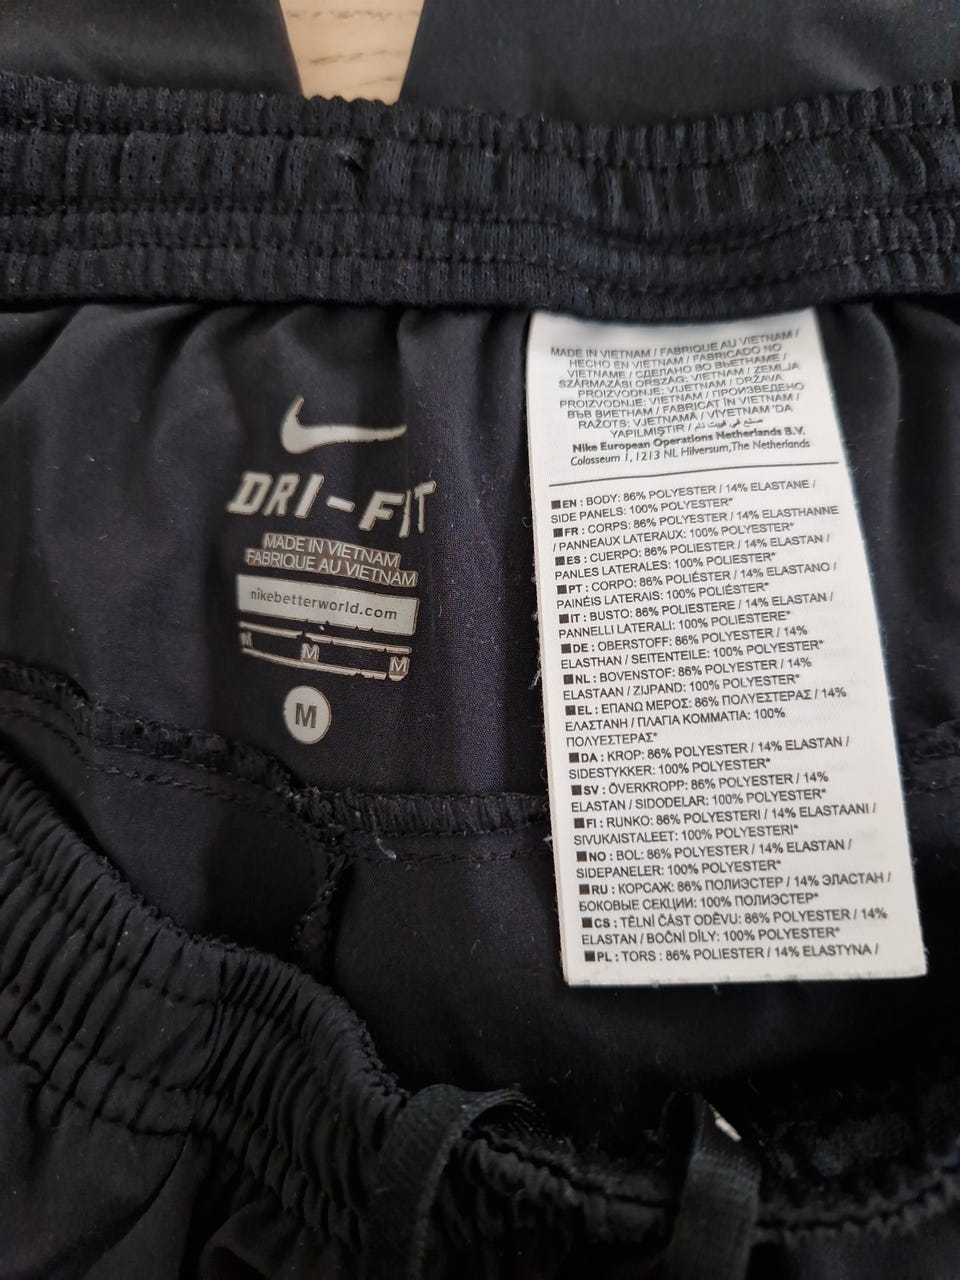 DRI-FIT
MADE IN VIETNAM
FABRIQUE AU VIETNAM
nikebetterworld.com
M M M
M
MADE IN VIETNAM / FABRIQUE AU VIETNAM /
HECHO EN VIETNAM / FABRICADO NO
VIETNAME / СДЕЛАНО ВО ВЬЕТНАМЕ /
SZÁRMAZÁSI ORSZÁG: VIETNAM / ZEMLJA
PROIZVODNJE: VIJETNAM / DRŽAVA
PROIZVODNJE: VIETNAM / ПРОИЗВЕДЕНО
ВЪВ ВИЕТНАМ / FABRICAT ÎN VIETNAM /
RAŽOTS: VJETNAMĀ / VİYETNAM 'DA
YAPILMIŞTIR / صنع في فييت نام
Nike European Operations Netherlands B.V.
Colosseum 1, 1213 NL Hilversum, The Netherlands
EN : BODY: 86% POLYESTER / 14% ELASTANE /
SIDE PANELS: 100% POLYESTER*
FR : CORPS: 86% POLYESTER / 14% ELASTHANNE
/ PANNEAUX LATERAUX: 100% POLYESTER*
ES : CUERPO: 86% POLIESTER / 14% ELASTAN /
PANLES LATERALES: 100% POLIESTER*
PT : CORPO: 86% POLIÉSTER / 14% ELASTANO /
PAINÉIS LATERAIS: 100% POLIÉSTER*
IT : BUSTO: 86% POLIESTERE / 14% ELASTAN /
PANNELLI LATERALI: 100% POLIESTERE*
DE : OBERSTOFF: 86% POLYESTER / 14%
ELASTHAN / SEITENTEILE: 100% POLYESTER*
NL : BOVENSTOF: 86% POLYESTER / 14%
ELASTAAN / ZIJPAND: 100% POLYESTER*
EL : ΕΠΑΝΩ ΜΕΡΟΣ: 86% ΠΟΛΥΕΣΤΕΡΑΣ / 14%
ΕΛΑΣΤΑΝΗ / ΠΛΑΓΙΑ ΚΟΜΜΑΤΙΑ: 100%
ΠΟΛΥΕΣΤΕΡΑΣ*
DA : KROP: 86% POLYESTER / 14% ELASTAN /
SIDESTYKKER: 100% POLYESTER*
SV : ÖVERKROPP: 86% POLYESTER / 14%
ELASTAN / SIDODELAR: 100% POLYESTER*
FI : RUNKO: 86% POLYESTERI / 14% ELASTAANI /
SIVUKAISTALEET: 100% POLYESTERI*
NO : BOL: 86% POLYESTER / 14% ELASTAN /
SIDEPANELER: 100% POLYESTER*
RU : КОРСАЖ: 86% ПОЛИЭСТЕР / 14% ЭЛАСТАН /
БОКОВЫЕ СЕКЦИИ: 100% ПОЛИЭСТЕР*
CS : TĚLNÍ ČÁST ODĚVU: 86% POLYESTER / 14%
ELASTAN / BOČNÍ DÍLY: 100% POLYESTER*
PL : TORS : 86% POLIESTER / 14% ELASTYNA /